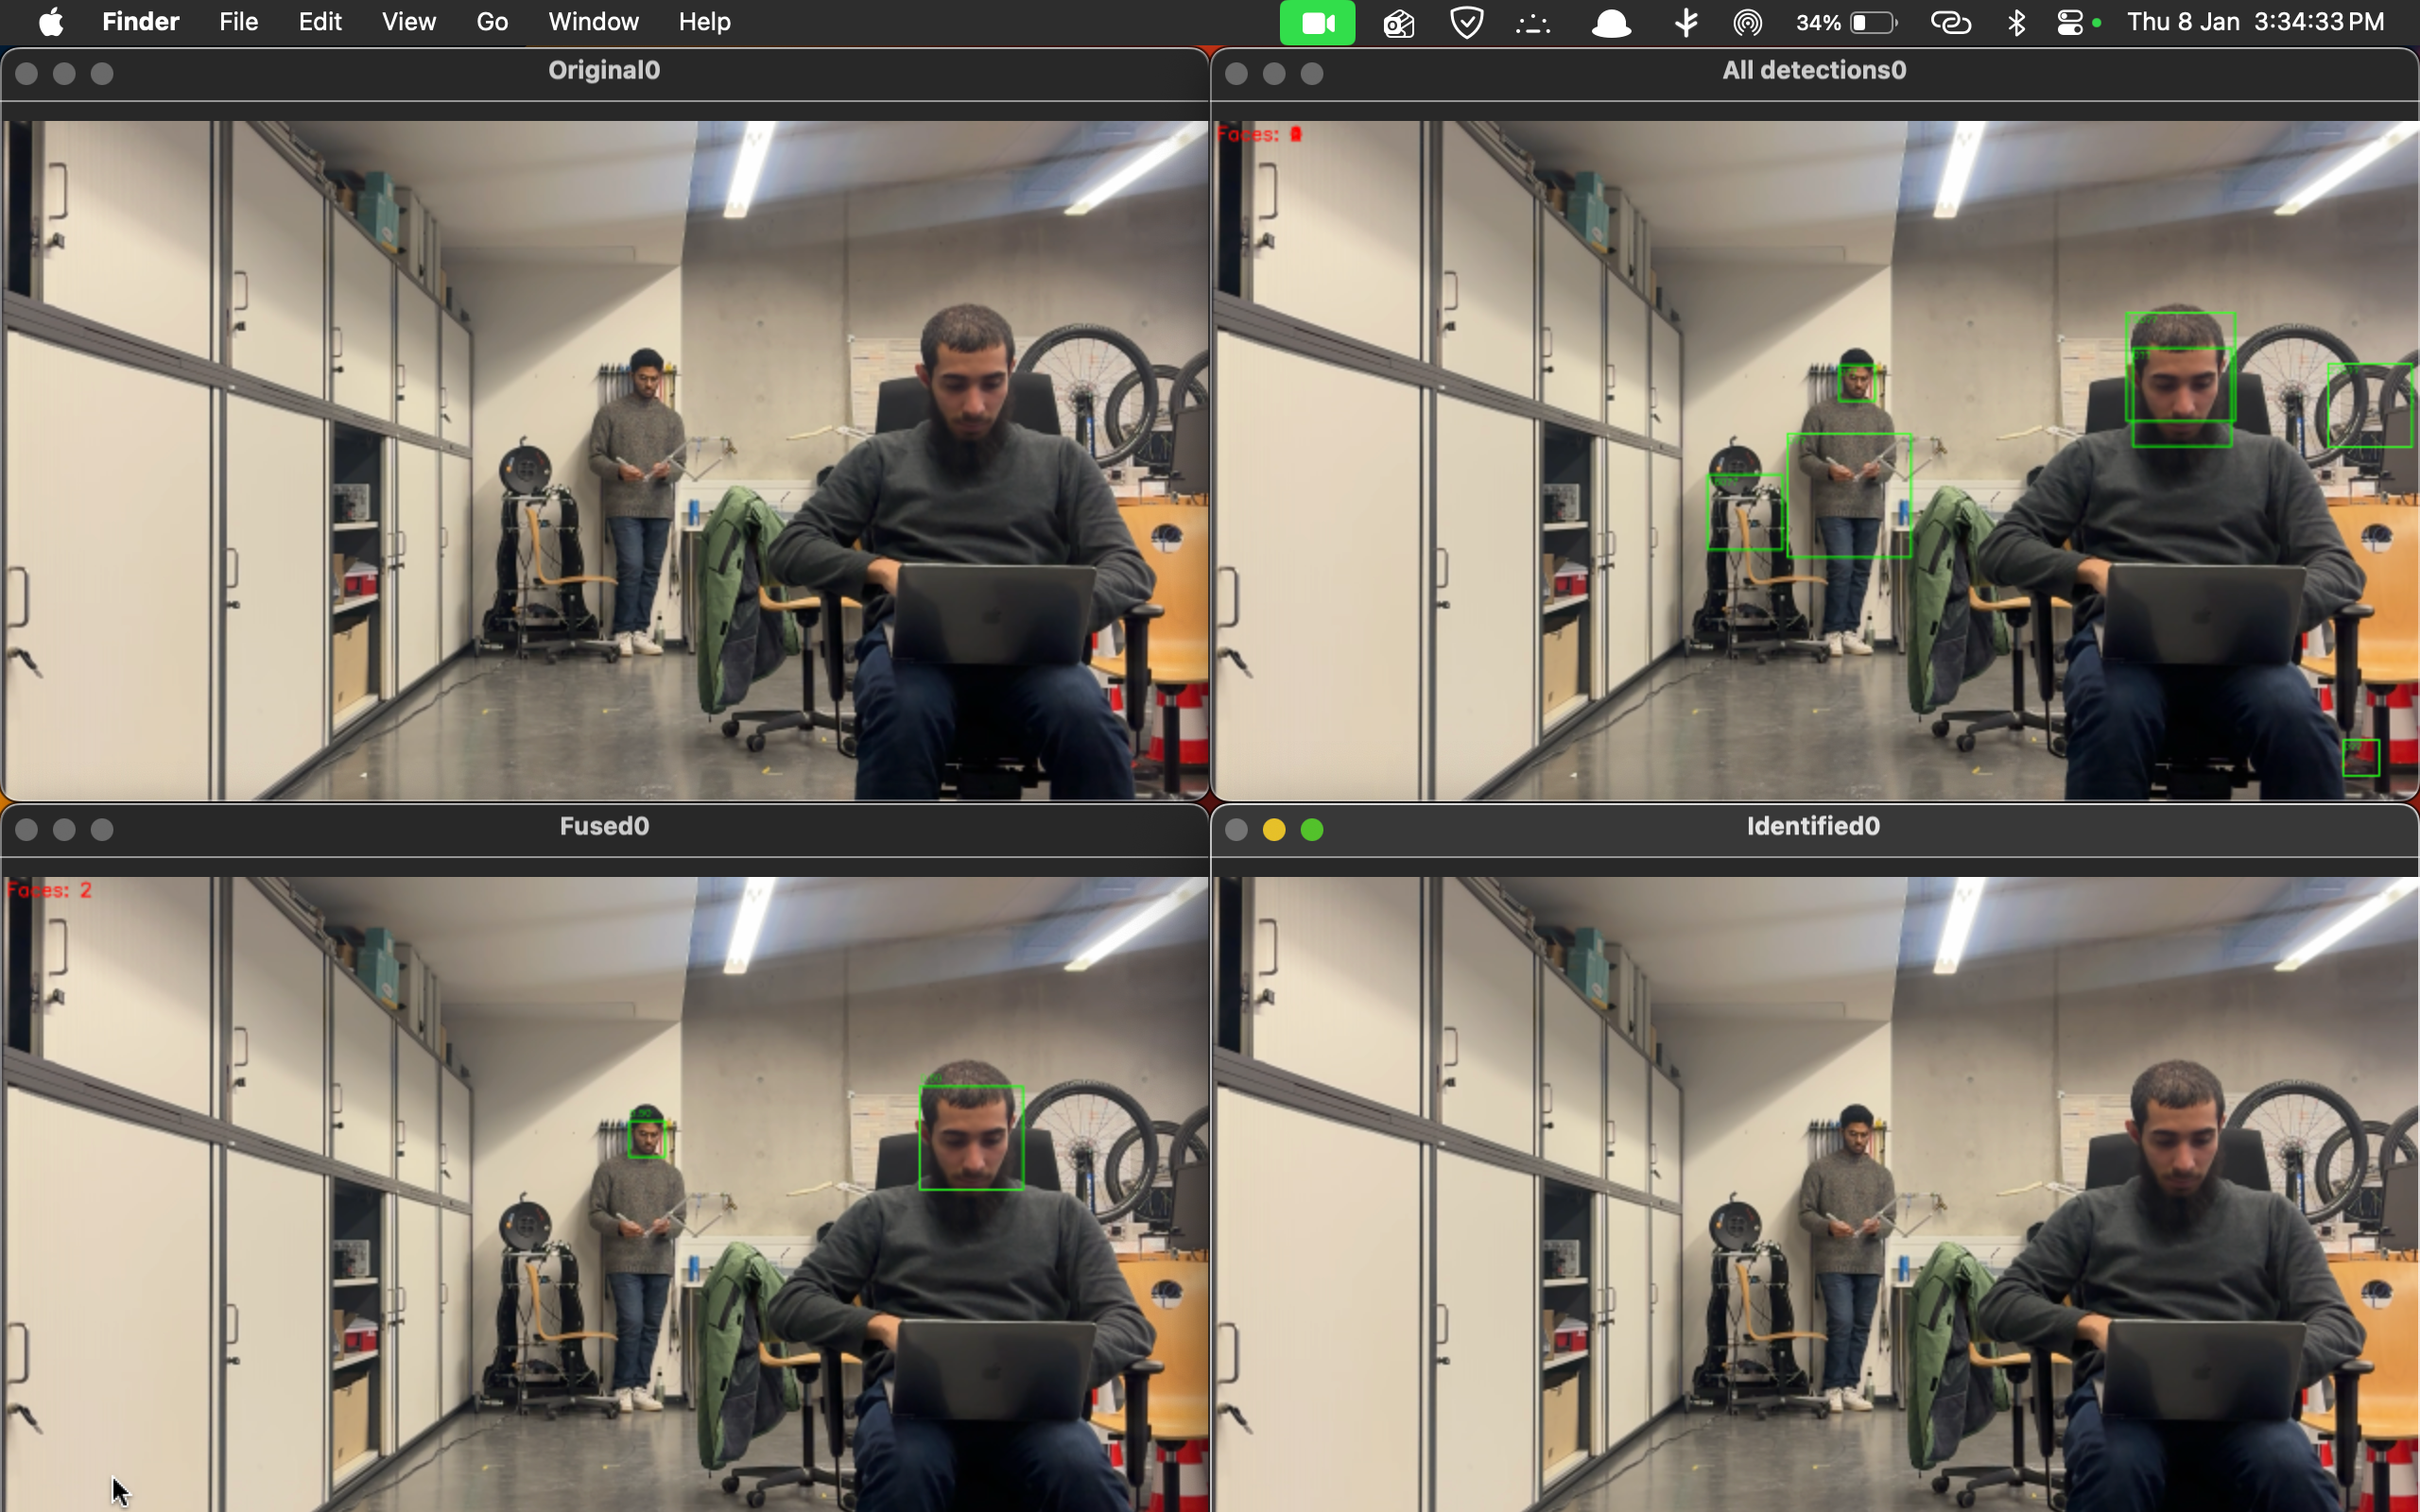 Finder File Edit View Go Window Help 34% Thu 8 Jan 3:34:33 PM
Original0
All detections0
Faces:
Fused0
Identified0
Faces: 2